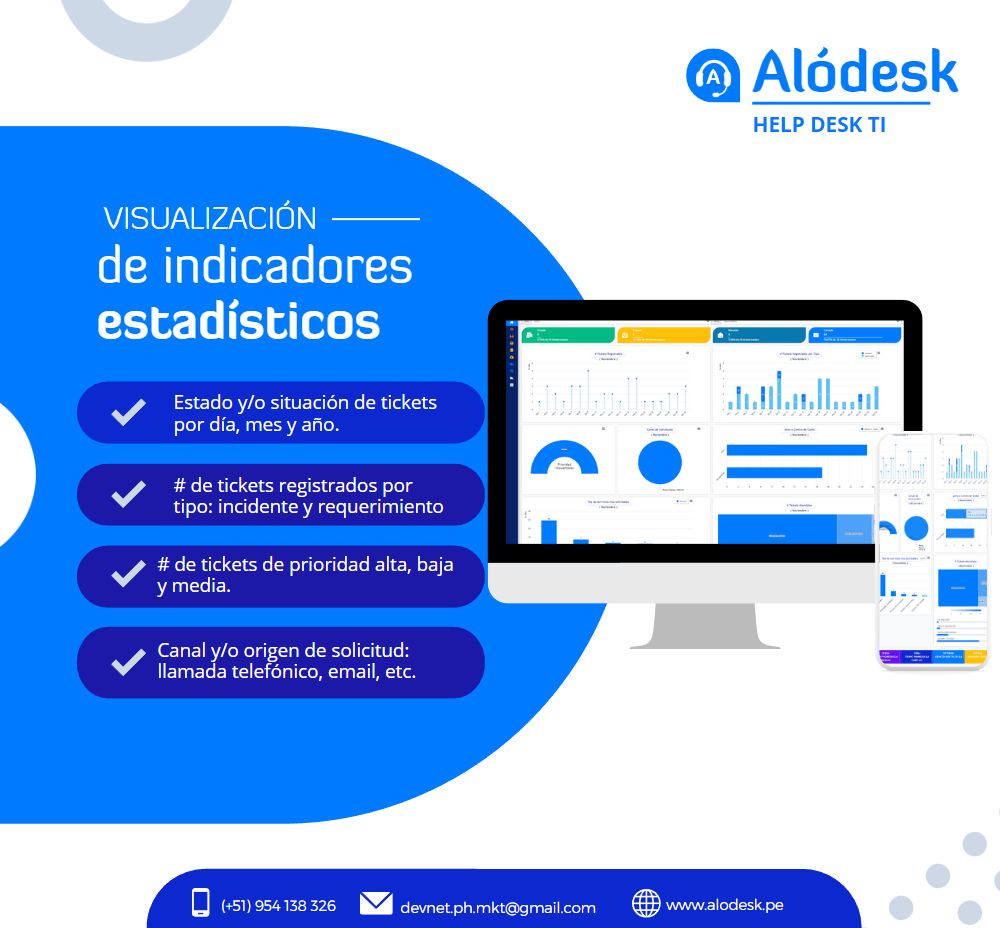 Alódesk
HELP DESK TI
VISUALIZACIÓN
de indicadores
estadísticos
Estado y/o situación de tickets
por día, mes y año.
# de tickets registrados por
tipo: incidente y requerimiento
# de tickets de prioridad alta, baja
y media.
Canal y/o origen de solicitud:
llamada telefónico, email, etc.
(+51) 954 138 326
devnet.ph.mkt@gmail.com
www.alodesk.pe